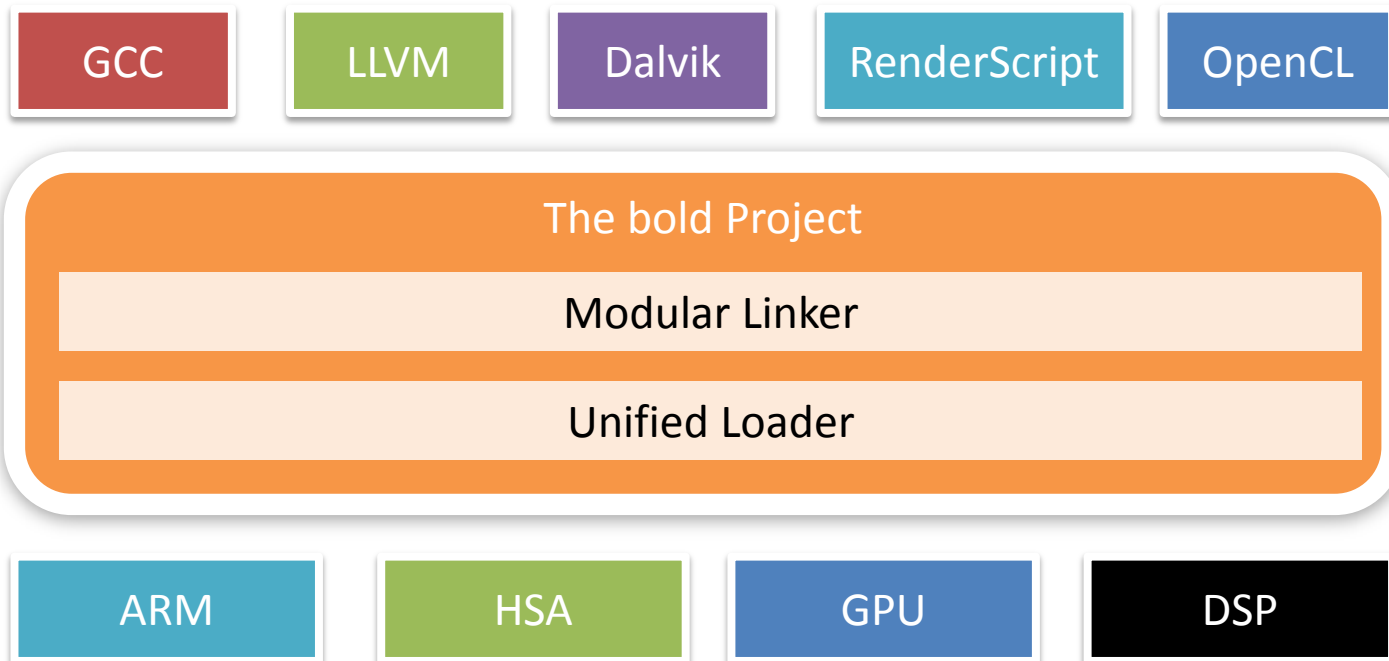 GCC LLVM Dalvik RenderScript OpenCL
The bold Project
Modular Linker
Unified Loader
ARM HSA GPU DSP